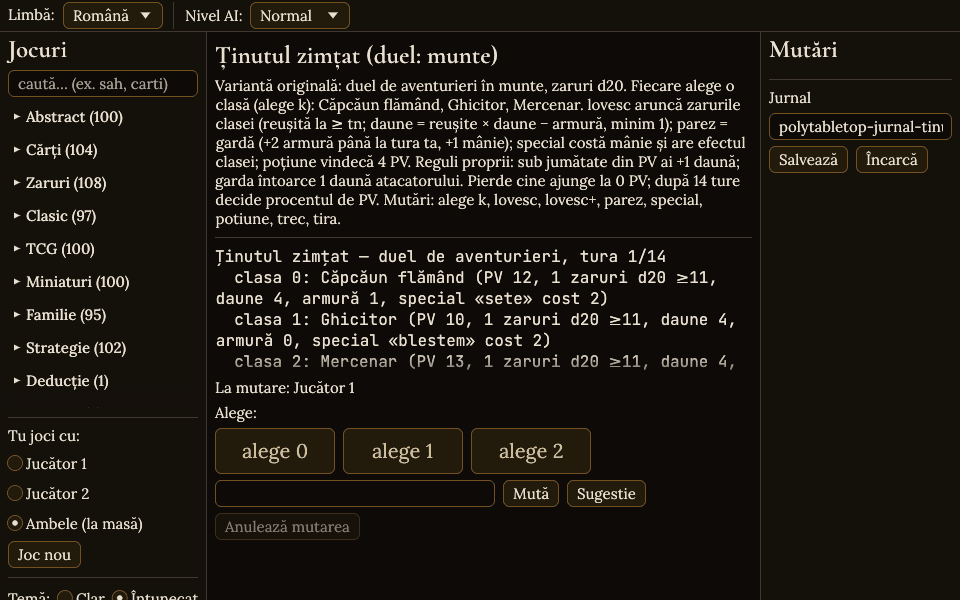 Limbă: Română ▼ Nivel AI: Normal ▼
Jocuri
caută... (ex. sah, carti)
▸ Abstract (100)
▸ Cărți (104)
▸ Zaruri (108)
▸ Clasic (97)
▸ TCG (100)
▸ Miniaturi (100)
▸ Familie (95)
▸ Strategie (102)
▸ Deducție (1)
Tu joci cu:
Jucător 1
Jucător 2
Ambele (la masă)
Joc nou
Temă: Clar Întunecat
Ținutul zimțat (duel: munte)
Variantă originală: duel de aventurieri în munte, zaruri d20. Fiecare alege o
clasă (alege k): Căpcăun flămând, Ghicitor, Mercenar. lovesc aruncă zarurile
clasei (reușită la ≥ tn; daune = reușite × daune − armură, minim 1); parez =
gardă (+2 armură până la tura ta, +1 mânie); special costă mânie și are efectul
clasei; poțiune vindecă 4 PV. Reguli proprii: sub jumătate din PV ai +1 daună;
garda întoarce 1 daună atacatorului. Pierde cine ajunge la 0 PV; după 14 ture
decide procentul de PV. Mutări: alege k, lovesc, lovesc+, parez, special,
potiune, trec, tira.
Ținutul zimțat — duel de aventurieri, tura 1/14
clasa 0: Căpcăun flămând (PV 12, 1 zaruri d20 ≥11,
daune 4, armură 1, special «sete» cost 2)
clasa 1: Ghicitor (PV 10, 1 zaruri d20 ≥11, daune 4,
armură 0, special «blestem» cost 2)
clasa 2: Mercenar (PV 13, 1 zaruri d20 ≥11, daune 4,
La mutare: Jucător 1
Alege:
alege 0 alege 1 alege 2
Mută Sugestie
Anulează mutarea
Mutări
Jurnal
polytabletop-jurnal-tinu
Salvează Încarcă